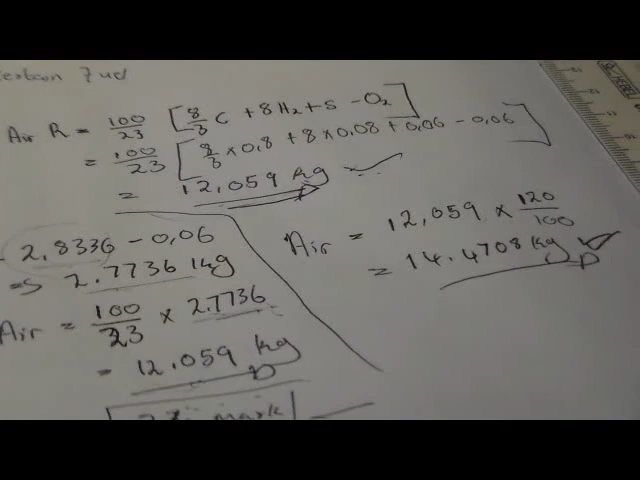 Fuel
Air R = 100/23 [8/3 C + 8H₂ + S - O₂]
= 100/23 [8/3 × 0,8 + 8 × 0,08 + 0,06 - 0,06]
= 12,059 kg
- 2.8336 - 0,06
=> 2.7736 kg
Air = 100/23 × 2.7736
= 12.059 kg
mark
Air = 12,059 × 120/100
= 14.4708 kg